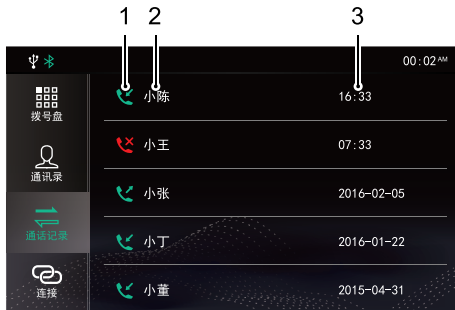 1 2 3
00:02 AM
拨号盘
通讯录
通话记录
连接
小陈 16:33
小王 07:33
小张 2016-02-05
小丁 2016-01-22
小董 2015-04-31